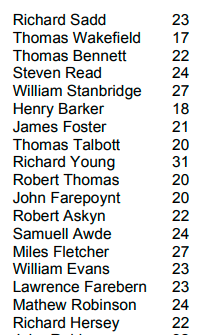 Richard Sadd 23
Thomas Wakefield 17
Thomas Bennett 22
Steven Read 24
William Stanbridge 27
Henry Barker 18
James Foster 21
Thomas Talbott 20
Richard Young 31
Robert Thomas 20
John Farepoynt 20
Robert Askyn 22
Samuell Awde 24
Miles Fletcher 27
William Evans 23
Lawrence Farebern 23
Mathew Robinson 24
Richard Hersey 22